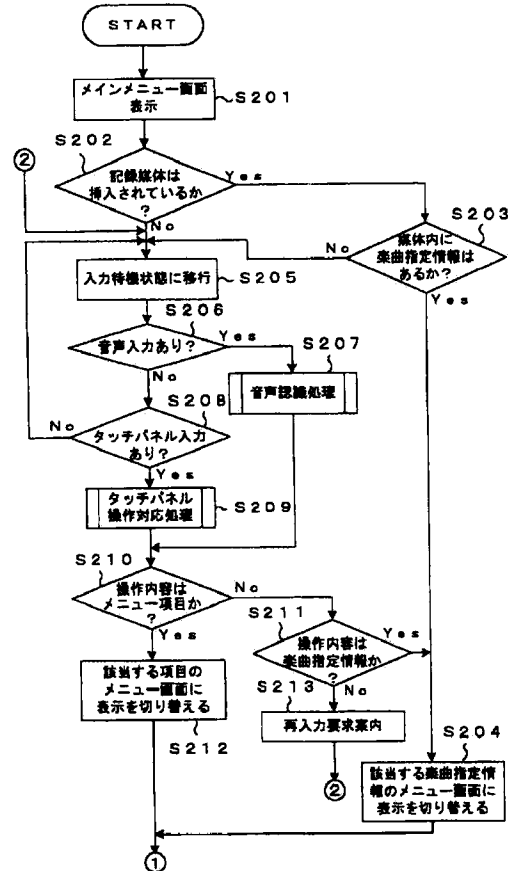 START
メインメニュー画面
表示
S201
S202
②
記録媒体は
挿入されているか
?
Yes
No
S203
媒体内に
楽曲指定情報は
あるか?
No
Yes
入力待機状態に移行
S205
S206
音声入力あり?
Yes
No
S207
音声認識処理
S208
タッチパネル入力
あり?
No
Yes
タッチパネル
操作対応処理
S209
S210
操作内容は
メニュー項目か
?
No
Yes
S211
操作内容は
楽曲指定情報か
?
Yes
No
該当する項目の
メニュー画面に
表示を切り替える
S212
S213
再入力要求案内
②
S204
該当する楽曲指定情
報のメニュー画面に
表示を切り替える
①